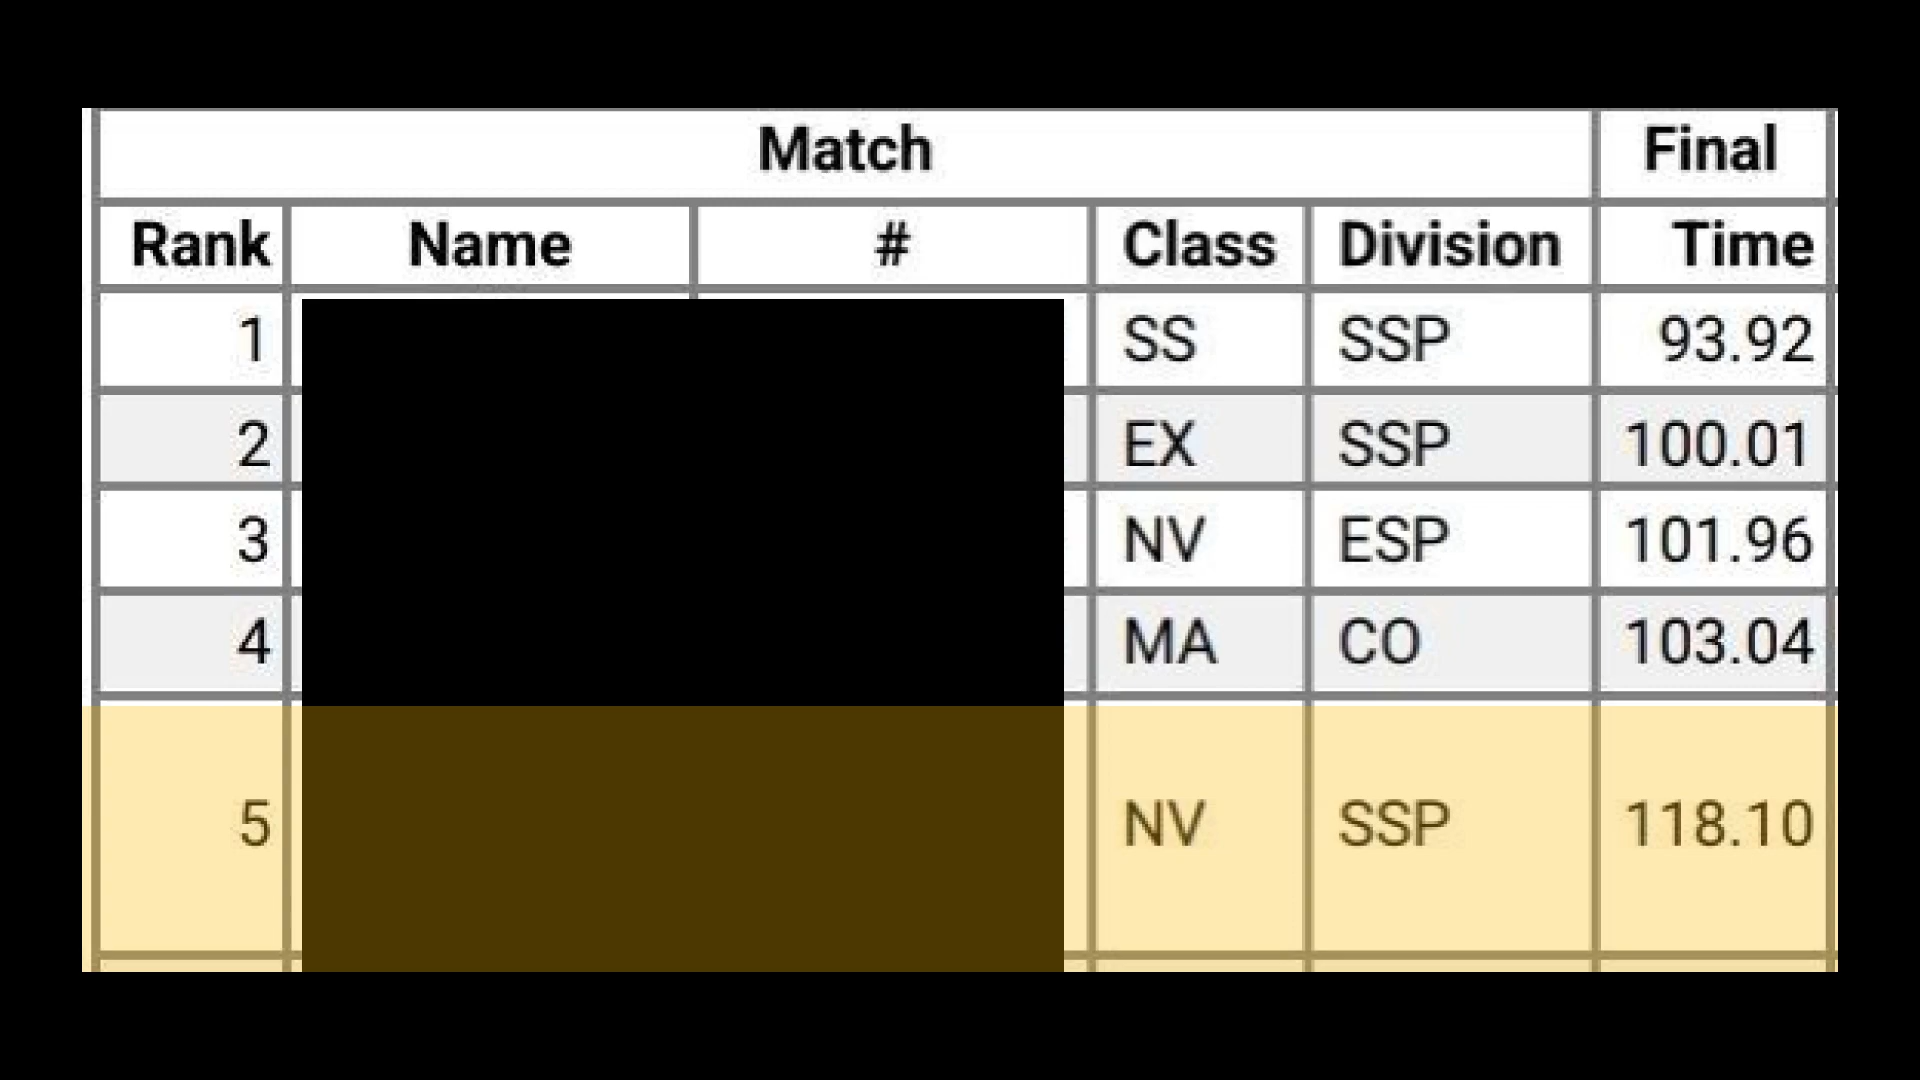 Match Final
Rank Name # Class Division Time
1 SS SSP 93.92
2 EX SSP 100.01
3 NV ESP 101.96
4 MA CO 103.04
5 NV SSP 118.10